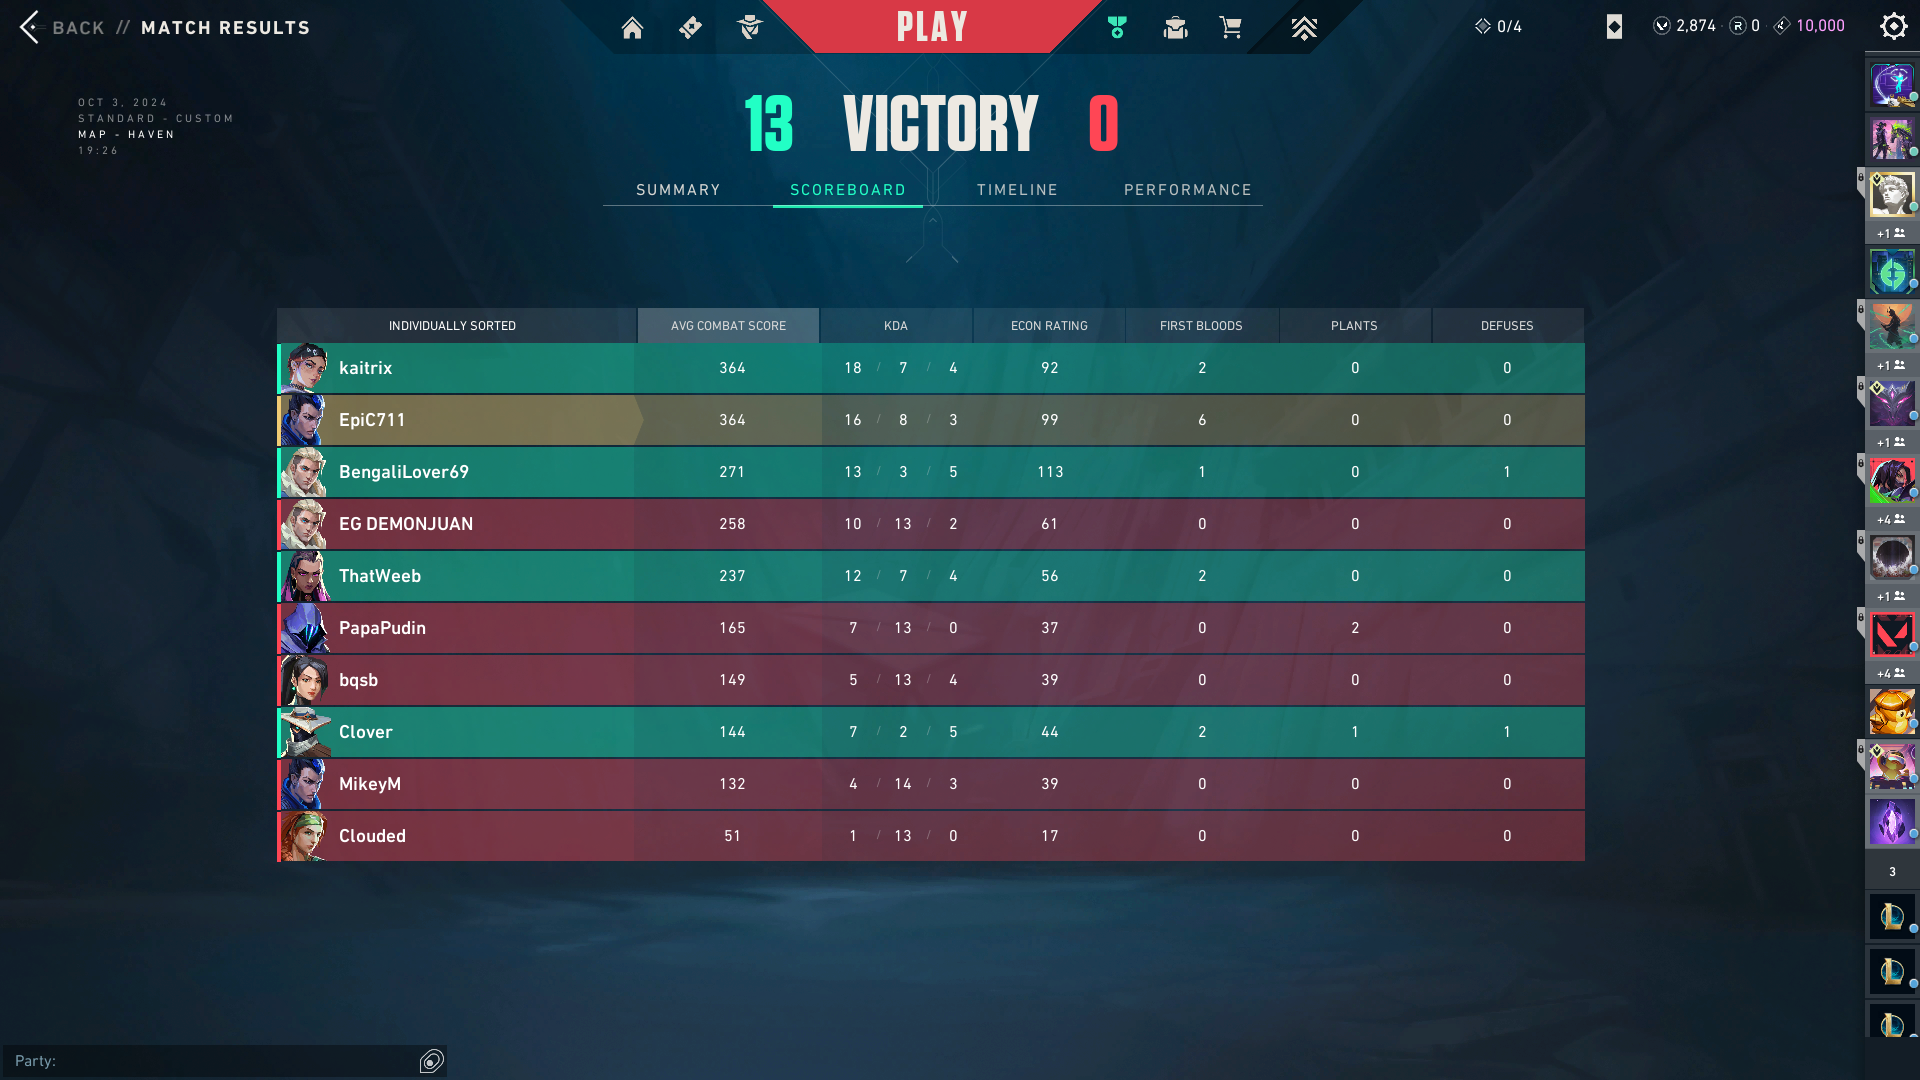 BACK // MATCH RESULTS
PLAY
0/4
2,874 0 10,000
OCT 3, 2024
STANDARD - CUSTOM
MAP - HAVEN
19:26
13 VICTORY 0
SUMMARY SCOREBOARD TIMELINE PERFORMANCE
INDIVIDUALLY SORTED AVG COMBAT SCORE KDA ECON RATING FIRST BLOODS PLANTS DEFUSES
kaitrix 364 18 / 7 / 4 92 2 0 0
EpiC711 364 16 / 8 / 3 99 6 0 0
BengaliLover69 271 13 / 3 / 5 113 1 0 1
EG DEMONJUAN 258 10 / 13 / 2 61 0 0 0
ThatWeeb 237 12 / 7 / 4 56 2 0 0
PapaPudin 165 7 / 13 / 0 37 0 2 0
bqsb 149 5 / 13 / 4 39 0 0 0
Clover 144 7 / 2 / 5 44 2 1 1
MikeyM 132 4 / 14 / 3 39 0 0 0
Clouded 51 1 / 13 / 0 17 0 0 0
+1
+1
+1
+4
+1
+4
3
Party: